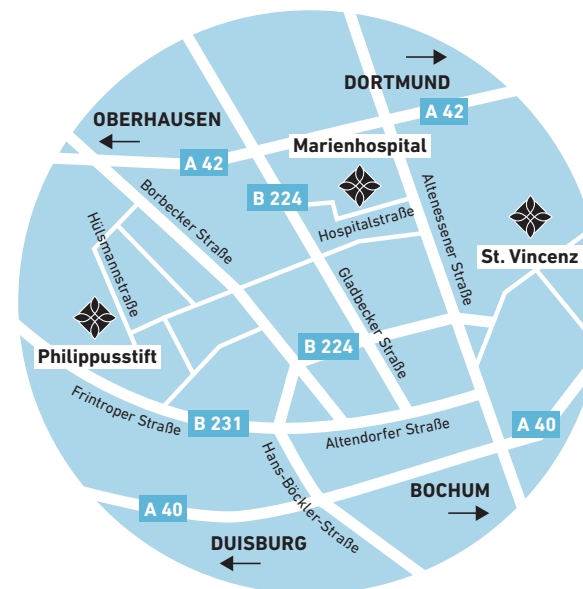 DORTMUND
OBERHAUSEN
A 42
Marienhospital
A 42
B 224
Borbecker Straße
Altenessener Straße
Hospitalstraße
Hülsmannstraße
St. Vincenz
Gladbecker Straße
B 224
Philippusstift
Frintroper Straße
B 231
Altendorfer Straße
A 40
Hans-Böckler-Straße
BOCHUM
A 40
DUISBURG